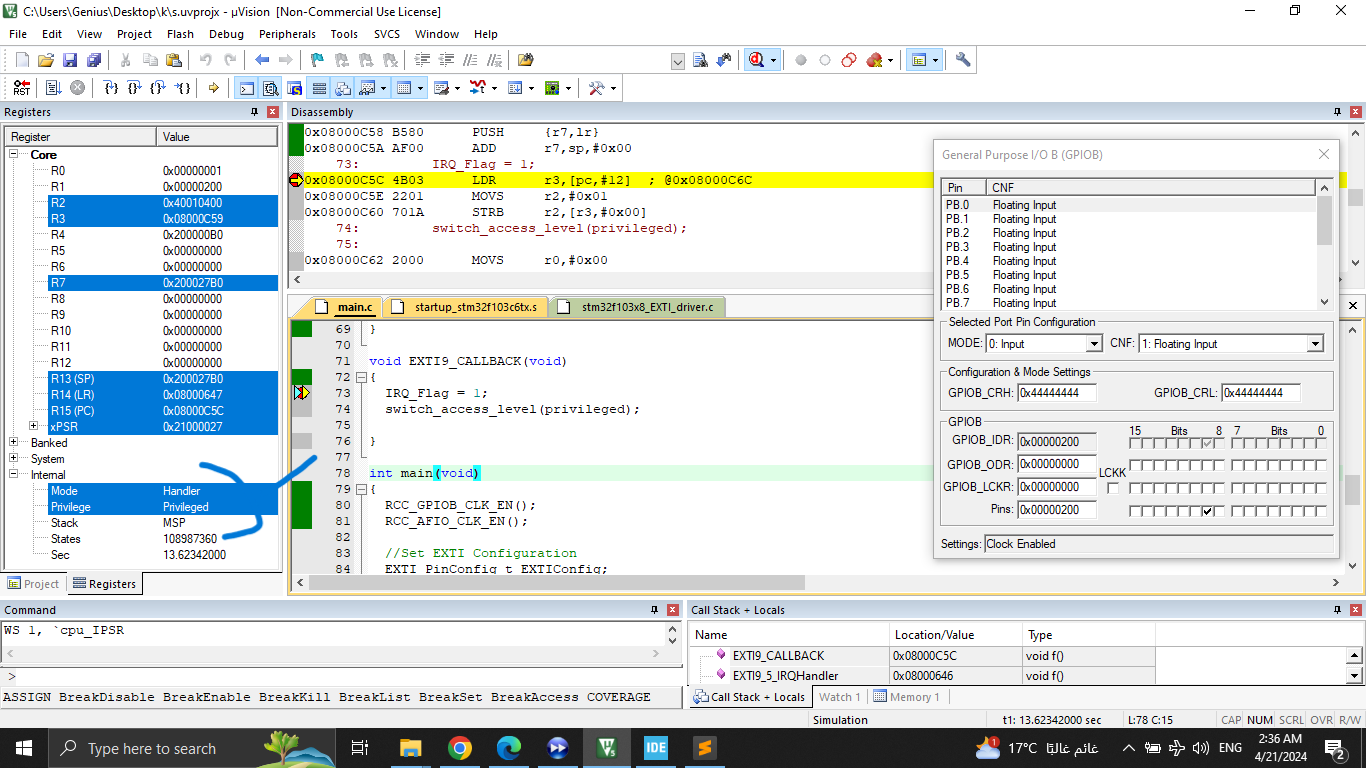 C:\Users\Genius\Desktop\k\s.uvprojx - µVision [Non-Commercial Use License]
File Edit View Project Flash Debug Peripherals Tools SVCS Window Help
Registers
Register Value
Core
R0 0x00000001
R1 0x00000200
R2 0x40010400
R3 0x08000C59
R4 0x200000B0
R5 0x00000000
R6 0x00000000
R7 0x200027B0
R8 0x00000000
R9 0x00000000
R10 0x00000000
R11 0x00000000
R12 0x00000000
R13 (SP) 0x200027B0
R14 (LR) 0x08000647
R15 (PC) 0x08000C5C
xPSR 0x21000027
Banked
System
Internal
Mode Handler
Privilege Privileged
Stack MSP
States 108987360
Sec 13.62342000
Project Registers
Disassembly
0x08000C58 B580 PUSH {r7,lr}
0x08000C5A AF00 ADD r7,sp,#0x00
73: IRQ_Flag = 1;
0x08000C5C 4B03 LDR r3,[pc,#12] ; @0x08000C6C
0x08000C5E 2201 MOVS r2,#0x01
0x08000C60 701A STRB r2,[r3,#0x00]
74: switch_access_level(privileged);
75:
0x08000C62 2000 MOVS r0,#0x00
main.c startup_stm32f103c6tx.s stm32f103x8_EXTI_driver.c
69 }
70
71 void EXTI9_CALLBACK(void)
72 {
73 IRQ_Flag = 1;
74 switch_access_level(privileged);
75
76 }
77
78 int main(void)
79 {
80 RCC_GPIOB_CLK_EN();
81 RCC_AFIO_CLK_EN();
82
83 //Set EXTI Configuration
84 EXTI_PinConfig_t EXTIConfig;
General Purpose I/O B (GPIOB)
Pin CNF
PB.0 Floating Input
PB.1 Floating Input
PB.2 Floating Input
PB.3 Floating Input
PB.4 Floating Input
PB.5 Floating Input
PB.6 Floating Input
PB.7 Floating Input
Selected Port Pin Configuration
MODE: 0: Input CNF: 1: Floating Input
Configuration & Mode Settings
GPIOB_CRH: 0x44444444 GPIOB_CRL: 0x44444444
GPIOB
15 Bits 8 7 Bits 0
GPIOB_IDR: 0x00000200
GPIOB_ODR: 0x00000000
LCKK
GPIOB_LCKR: 0x00000000
Pins: 0x00000200
Settings: Clock Enabled
Command
WS 1, `cpu_IPSR
>
ASSIGN BreakDisable BreakEnable BreakKill BreakList BreakSet BreakAccess COVERAGE
Call Stack + Locals
Name Location/Value Type
EXTI9_CALLBACK 0x08000C5C void f()
EXTI9_5_IRQHandler 0x08000646 void f()
Call Stack + Locals Watch 1 Memory 1
Simulation t1: 13.62342000 sec L:78 C:15 CAP NUM SCRL OVR R/W
Type here to search
IDE
17°C غائم غالبًا
ENG
2:36 AM
4/21/2024
2